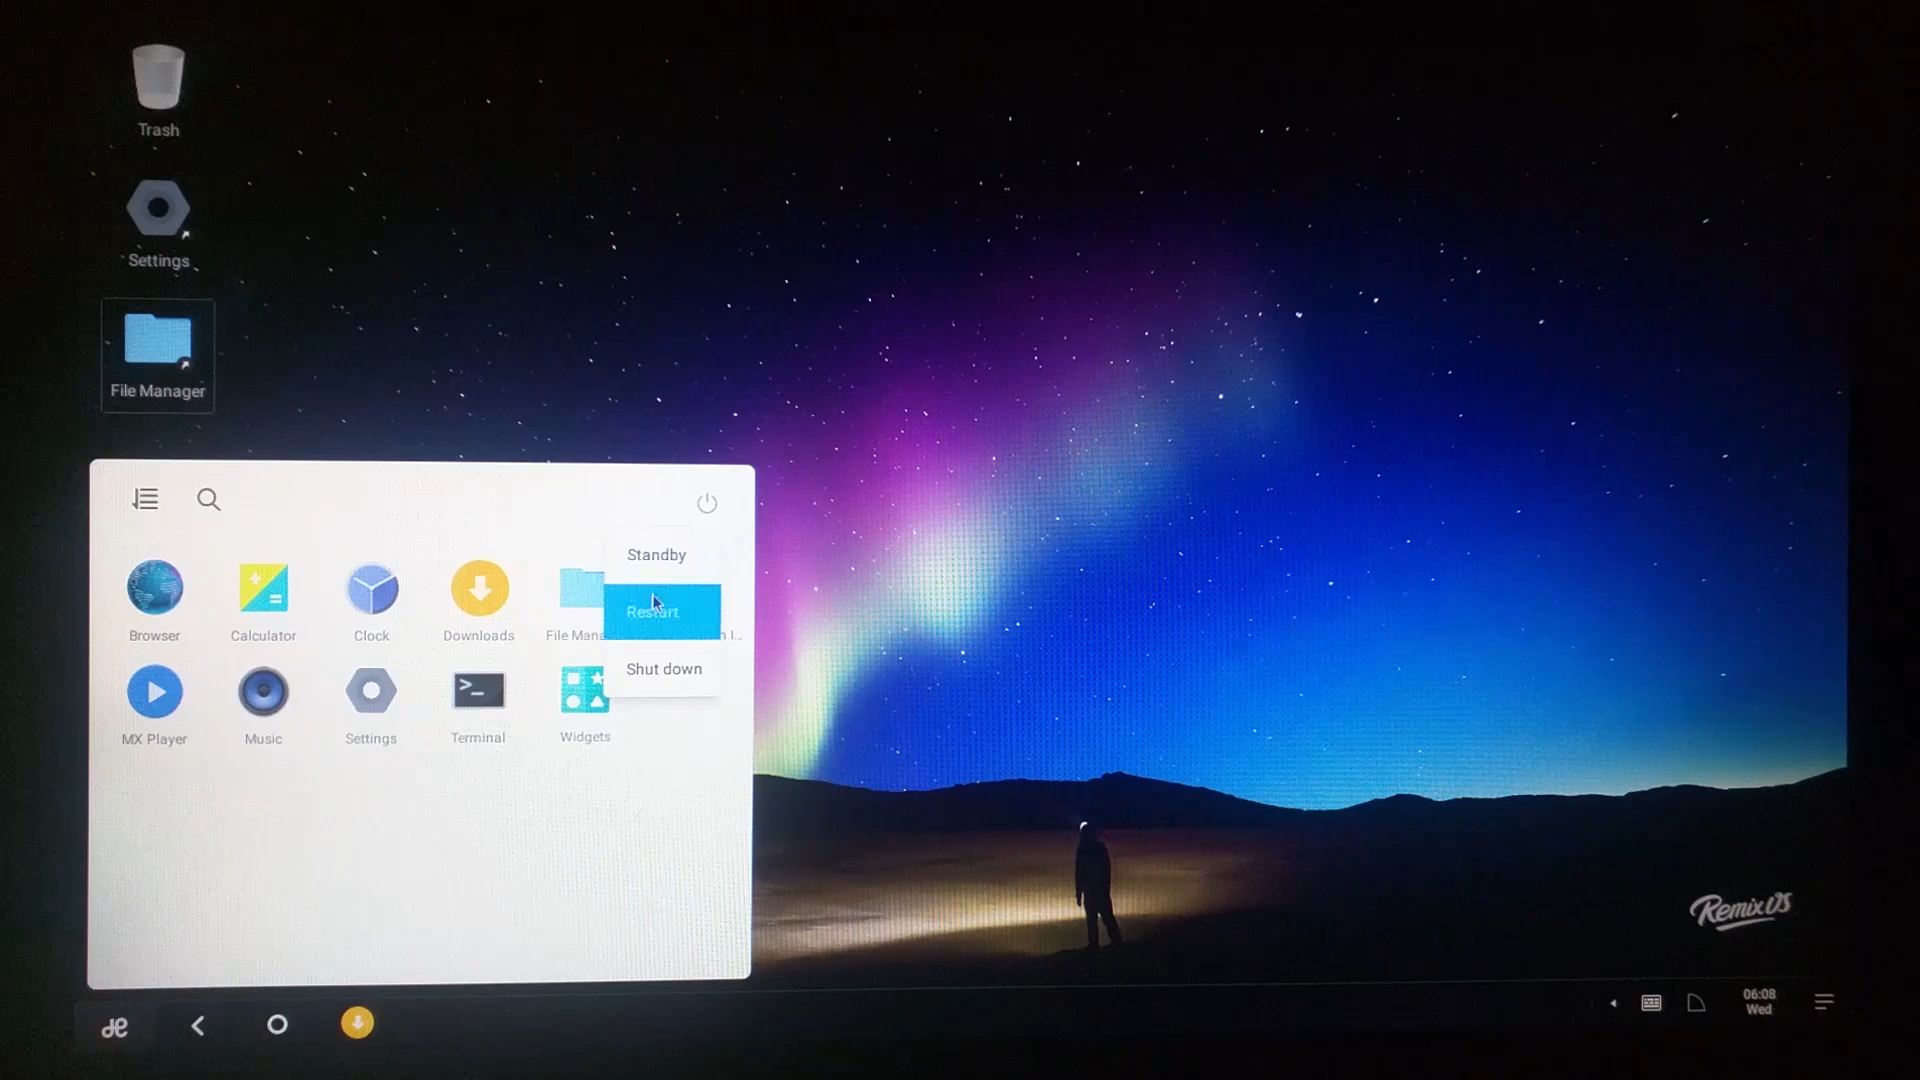 Trash
Settings
File Manager
Standby
Restart
Shut down
Browser
Calculator
Clock
Downloads
File Mana
n I...
MX Player
Music
Settings
Terminal
Widgets
RemixOS
06:08
Wed